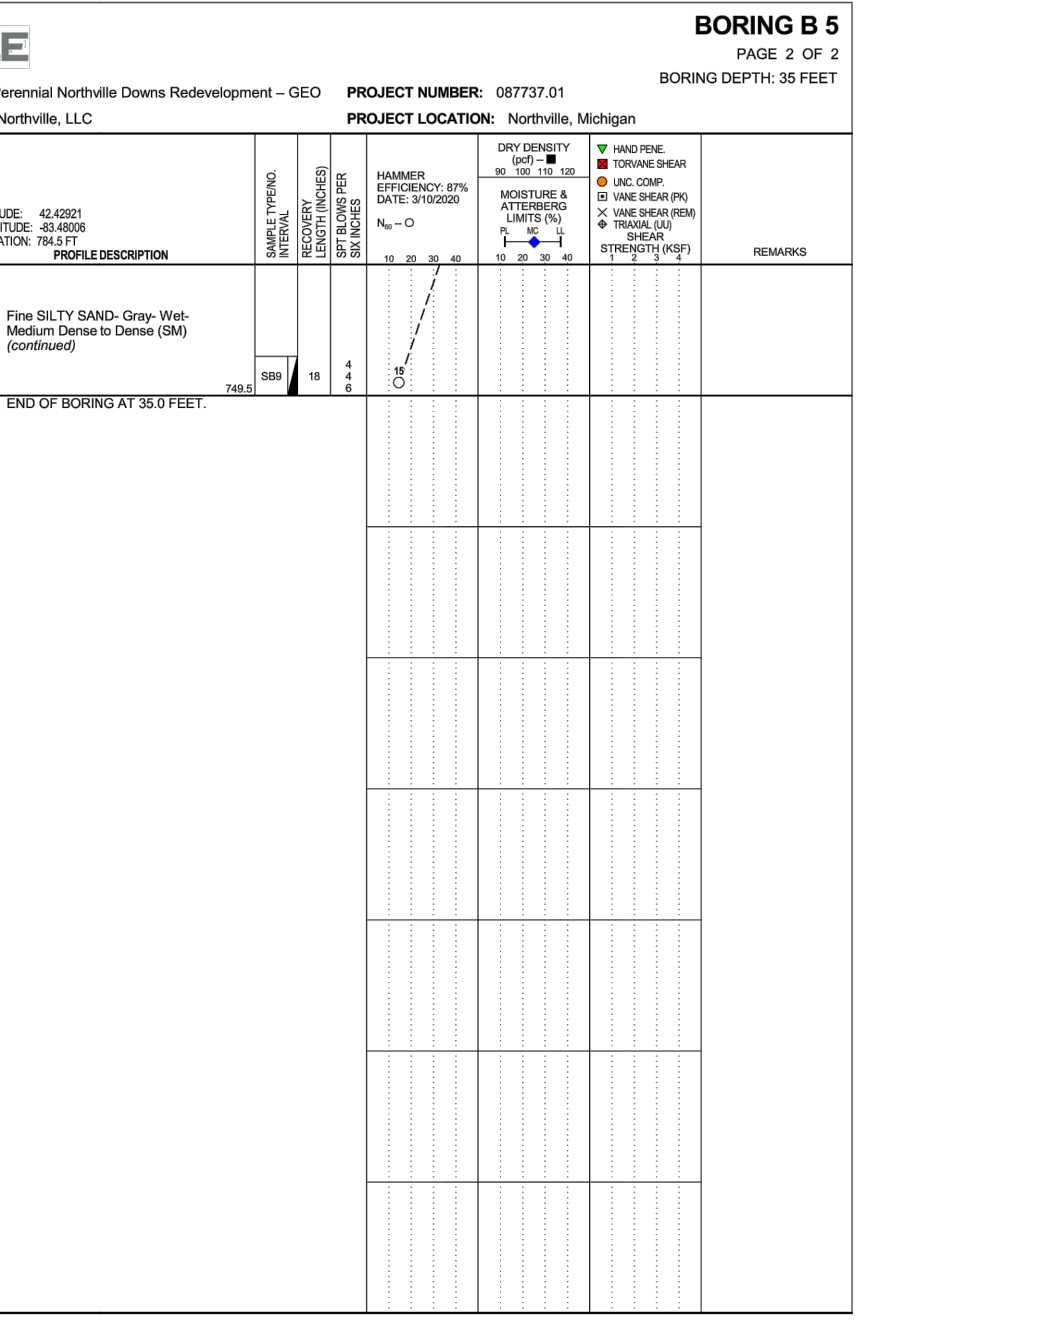 E
BORING B 5
PAGE 2 OF 2
BORING DEPTH: 35 FEET
erennial Northville Downs Redevelopment – GEO PROJECT NUMBER: 087737.01
Northville, LLC PROJECT LOCATION: Northville, Michigan
UDE: 42.42921
ITUDE: -83.48006
ATION: 784.5 FT
PROFILE DESCRIPTION
SAMPLE TYPE/NO.
INTERVAL
RECOVERY
LENGTH (INCHES)
SPT BLOWS PER
SIX INCHES
HAMMER
EFFICIENCY: 87%
DATE: 3/10/2020
N60 -- O
10 20 30 40
DRY DENSITY
(pcf) -- ■
90 100 110 120
MOISTURE &
ATTERBERG
LIMITS (%)
PL MC LL
10 20 30 40
HAND PENE.
TORVANE SHEAR
UNC. COMP.
VANE SHEAR (PK)
VANE SHEAR (REM)
TRIAXIAL (UU)
SHEAR
STRENGTH (KSF)
1 2 3 4
REMARKS
Fine SILTY SAND- Gray- Wet-
Medium Dense to Dense (SM)
(continued)
749.5
SB9
18
4
4
6
15
END OF BORING AT 35.0 FEET.